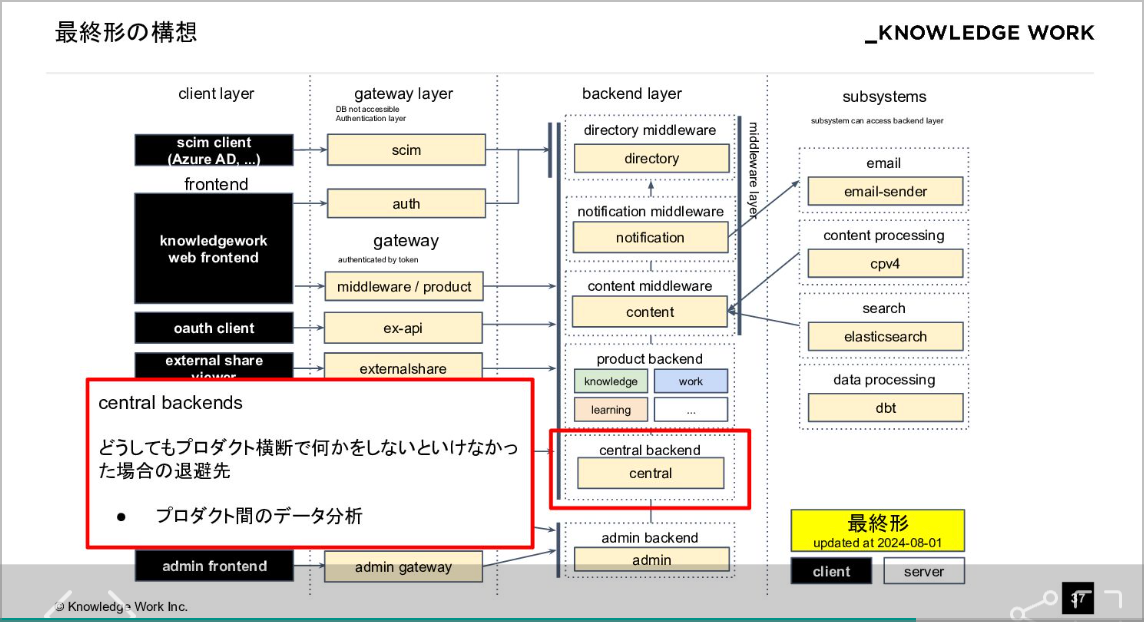 最終形の構想
_KNOWLEDGE WORK
client layer
gateway layer
DB not accessible
Authentication layer
backend layer
subsystems
subsystem can access backend layer
scim client
(Azure AD, ...)
scim
directory middleware
directory
middleware layer
email
email-sender
frontend
knowledgework
web frontend
auth
notification middleware
notification
gateway
authenticated by token
middleware / product
content processing
cpv4
content middleware
content
oauth client
ex-api
search
elasticsearch
external share
viewer
externalshare
product backend
knowledge
work
learning
...
data processing
dbt
central backends
どうしてもプロダクト横断で何かをしないといけなかっ
た場合の退避先
● プロダクト間のデータ分析
central backend
central
最終形
updated at 2024-08-01
admin backend
admin
admin frontend
admin gateway
client
server
© Knowledge Work Inc.
37